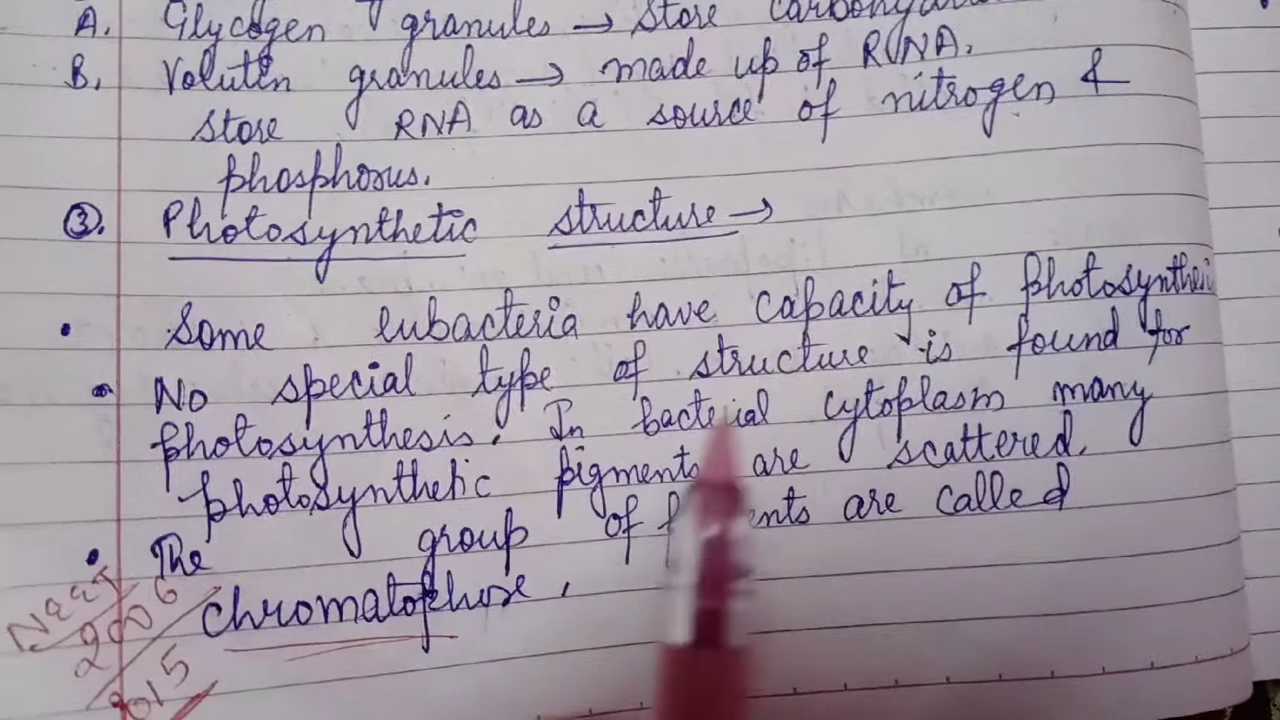 A. Glycogen granules → Store
B. Volutin granules → made up of RNA.
store RNA as a source of nitrogen &
phosphorus.
③. Photosynthetic structure →
• Some eubacteria have capacity of photosynthesi
• No special type of structure is found for
photosynthesis. In bacterial cytoplasm many
photosynthetic pigments are scattered.
• The group of are called
chromatophore.
NEET
2006
2015